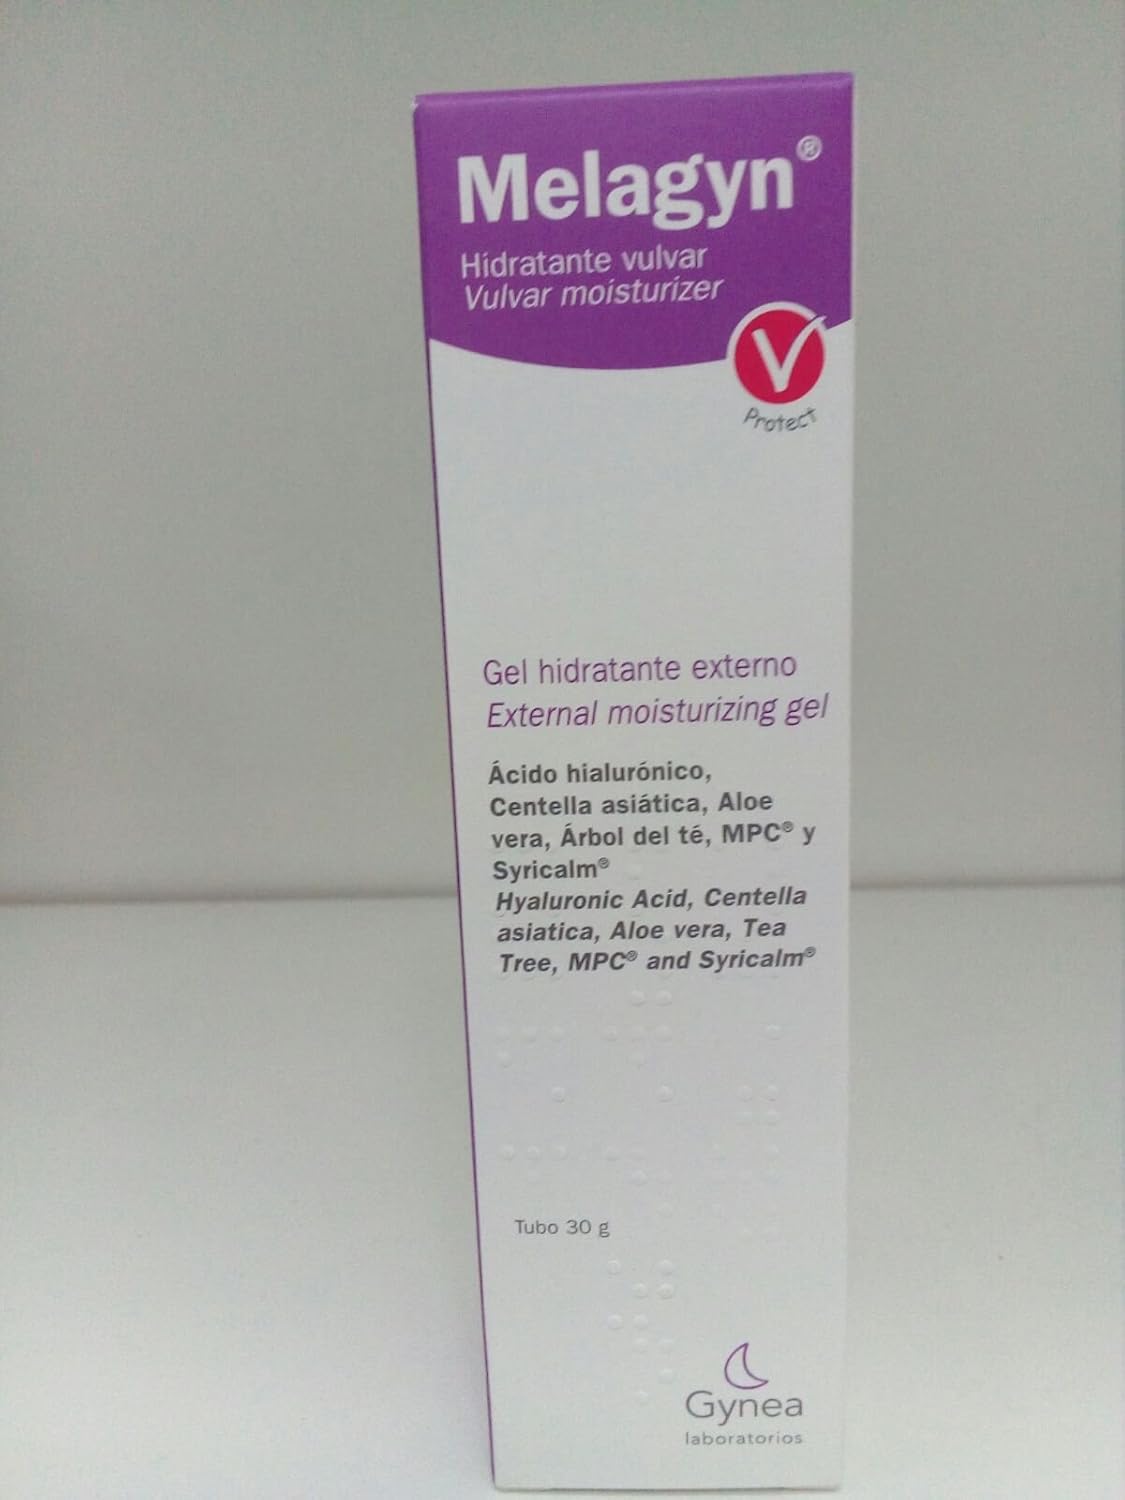 Melagyn®
Hidratante vulvar
Vulvar moisturizer
V
Protect
Gel hidratante externo
External moisturizing gel
Ácido hialurónico,
Centella asiática, Aloe
vera, Árbol del té, MPC® y
Syricalm®
Hyaluronic Acid, Centella
asiatica, Aloe vera, Tea
Tree, MPC® and Syricalm®
Tubo 30 g
Gynea
laboratorios